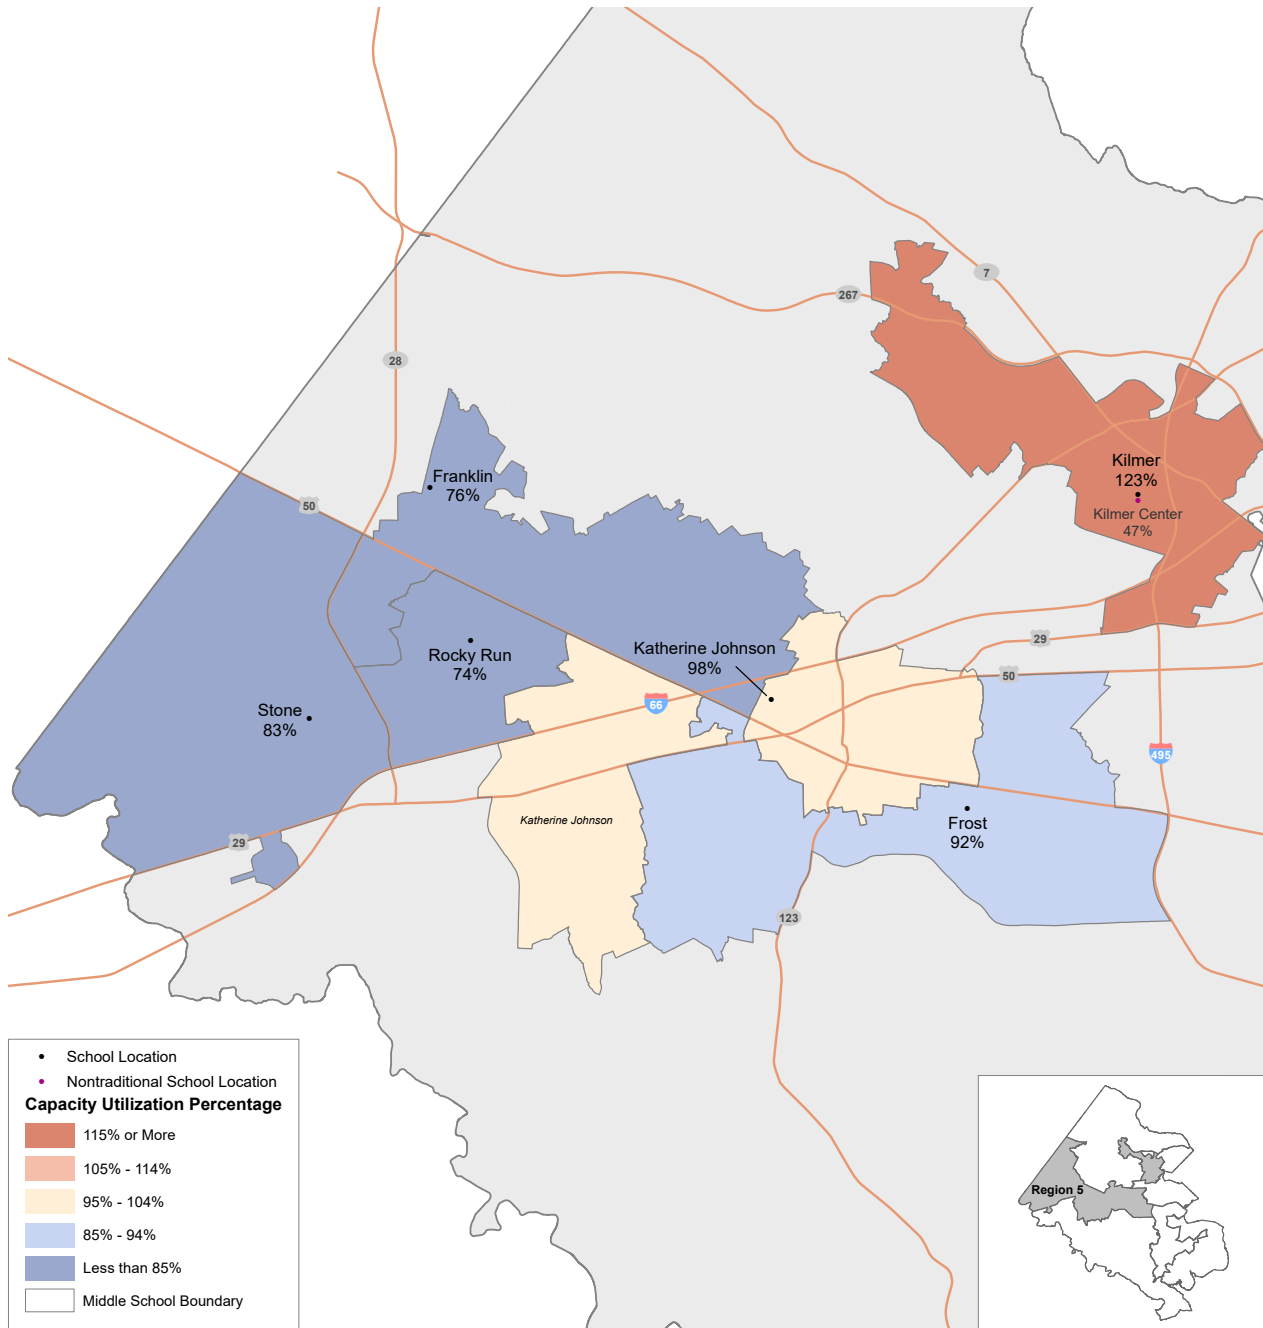 7
267
28
Kilmer
123%
Kilmer Center
47%
Franklin
76%
50
Rocky Run
74%
Katherine Johnson
98%
29
50
66
Stone
83%
495
Katherine Johnson
Frost
92%
29
123
School Location
Nontraditional School Location
Capacity Utilization Percentage
115% or More
105% - 114%
95% - 104%
85% - 94%
Less than 85%
Middle School Boundary
Region 5